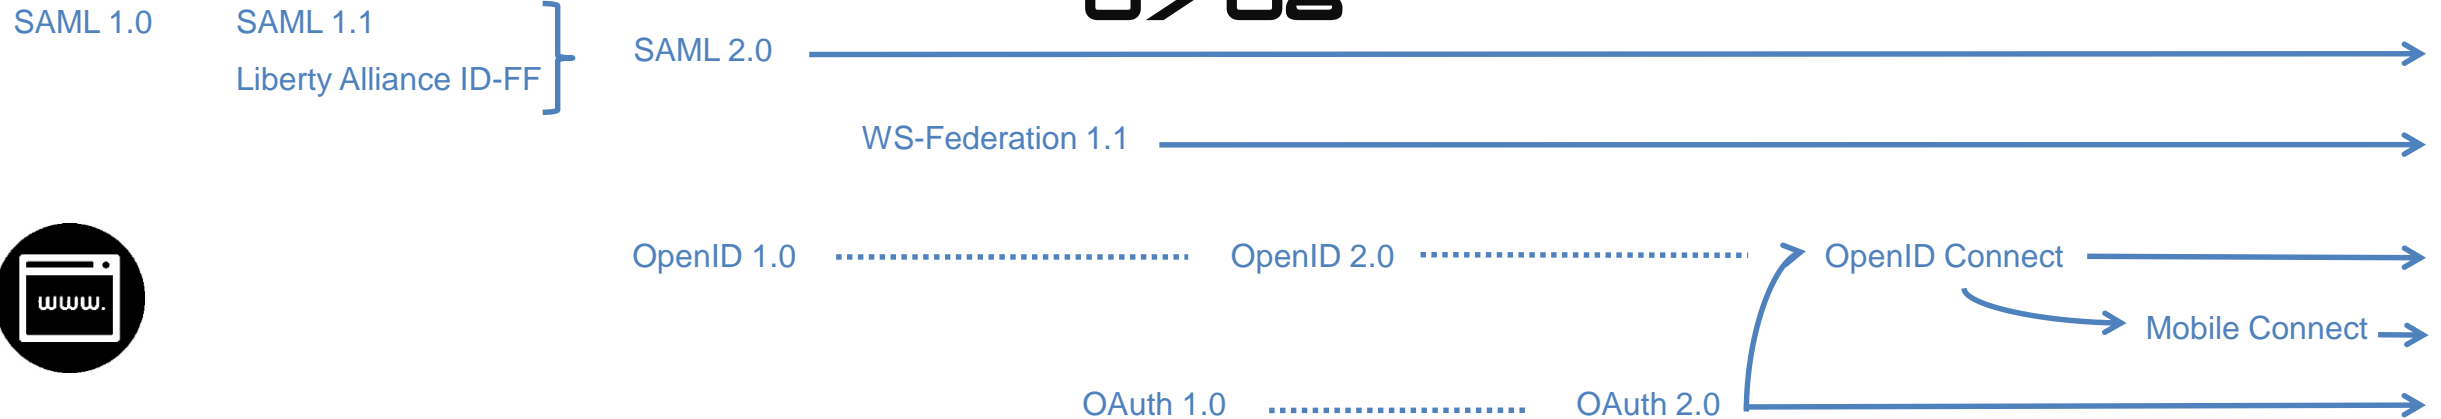 SAML 1.0 SAML 1.1
SAML 2.0
Liberty Alliance ID-FF
WS-Federation 1.1
OpenID 1.0 OpenID 2.0 OpenID Connect
www.
Mobile Connect
OAuth 1.0 OAuth 2.0